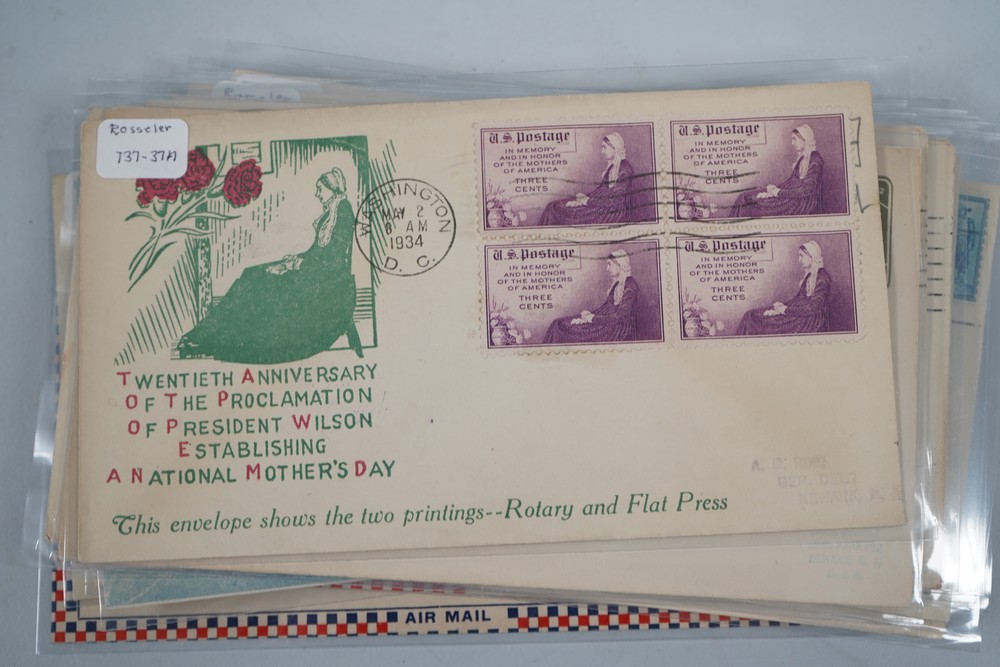 Rosseler
Rosseler
737-37A
WASHINGTON
MAY 2
8 AM
1934
D. C.
U.S. Postage
IN MEMORY
AND IN HONOR
OF THE MOTHERS
OF AMERICA
THREE
CENTS
U.S. Postage
IN MEMORY
AND IN HONOR
OF THE MOTHERS
OF AMERICA
THREE
CENTS
U.S. Postage
IN MEMORY
AND IN HONOR
OF THE MOTHERS
OF AMERICA
THREE
CENTS
U.S. Postage
IN MEMORY
AND IN HONOR
OF THE MOTHERS
OF AMERICA
THREE
CENTS
TWENTIETH ANNIVERSARY
OF THE PROCLAMATION
OF PRESIDENT WILSON
ESTABLISHING
A NATIONAL MOTHER'S DAY
This envelope shows the two printings--Rotary and Flat Press
AIR MAIL